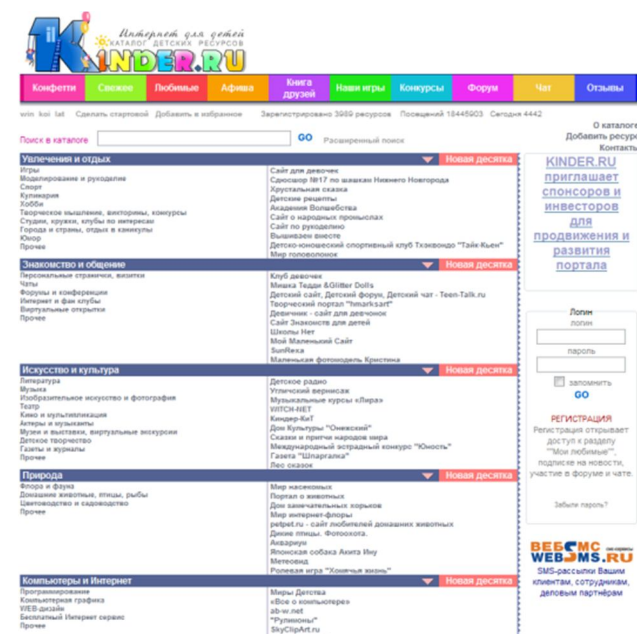 Интернет для детей
КАТАЛОГ ДЕТСКИХ РЕСУРСОВ
1KINDER.RU
Конфетти Свежее Любимые Афиша Книга друзей Наши игры Конкурсы Форум Чат Отзывы
win koi lat Сделать стартовой Добавить в избранное Зарегистрировано 3989 ресурсов Посещений 18445903 Сегодня 4442
О каталоге
Добавить ресурс
Контакты
Поиск в каталоге GO Расширенный поиск
Увлечения и отдых Новая десятка
Игры
Моделирование и рукоделие
Спорт
Кулинария
Хобби
Творческое мышление, викторины, конкурсы
Студии, кружки, клубы по интересам
Города и страны, отдых в каникулы
Юмор
Прочее
Сайт для девочек
Сдюсшор №17 по шашкам Нижнего Новгорода
Хрустальная сказка
Детские рецепты
Академия Волшебства
Сайт о народных промыслах
Сайт по рукоделию
Вышиваем вместе
Детско-юношеский спортивный клуб Тхэквондо "Тайк-Кьен"
Мир головоломок
Знакомство и общение Новая десятка
Персональные странички, визитки
Чаты
Форумы и конференции
Интернет и фан клубы
Виртуальные открытки
Прочее
Клуб девочек
Мишка Тедди &Glitter Dolls
Детский сайт, Детский форум, Детский чат - Teen-Talk.ru
Творческий портал "hmarksart"
Девичник - сайт для девчонок
Сайт Знакомств для детей
Школы Нет
Мой Маленький Сайт
SunRexa
Маленькая фотомодель Кристина
Искусство и культура Новая десятка
Литература
Музыка
Изобразительное искусство и фотография
Театр
Кино и мультипликация
Актеры и музыканты
Музеи и выставки, виртуальные экскурсии
Детское творчество
Газеты и журналы
Прочее
Детское радио
Угличский вернисаж
Музыкальные курсы «Лира»
WITCH-NET
Киндер-КиТ
Дом Культуры "Оневский"
Сказки и притчи народов мира
Международный эстрадный конкурс "Юность"
Газета "Шпаргалка"
Лес сказок
Природа Новая десятка
Флора и фауна
Домашние животные, птицы, рыбы
Цветоводство и садоводство
Прочее
Мир насекомых
Портал о животных
Дом замечательных хорьков
Мир интернет-флоры
petpet.ru - сайт любителей домашних животных
Дикие птицы. Фотоохота.
Аквариум
Японская собака Акита Ину
Метеовид
Ролевая игра "Хомячья жизнь"
Компьютеры и Интернет Новая десятка
Программирование
Компьютерная графика
WEB-дизайн
Бесплатный Интернет сервис
Прочее
Миры Детства
«Все о компьютере»
ab-w.net
"Рулимоны"
SkyClipArt.ru
KINDER.RU
приглашает
спонсоров и
инвесторов
для
продвижения и
развития
портала
Логин
логин
пароль
запомнить
GO
РЕГИСТРАЦИЯ
Регистрация открывает
доступ к разделу
""Мои любимые"",
подписке на новости,
участие в форуме и чате.
Забыли пароль?
ВЕБСМС
WEBSMS.RU
SMS-рассылки Вашим
клиентам, сотрудникам,
деловым партнёрам